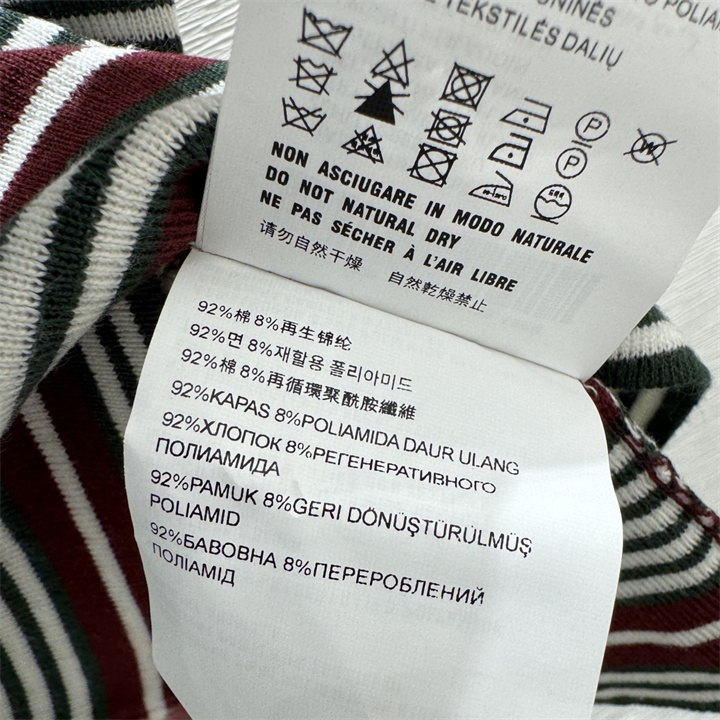 POLIAM
NINĖS
TEKSTILĖS DALIŲ
NON ASCIUGARE IN MODO NATURALE
DO NOT NATURAL DRY
NE PAS SÉCHER À L'AIR LIBRE
请勿自然干燥 自然乾燥禁止
92%棉 8%再生锦纶
92%면 8%재할용 폴리아미드
92%棉 8%再循環聚酰胺纖維
92%KAPAS 8%POLIAMIDA DAUR ULANG
92%ХЛОПОК 8%РЕГЕНЕРАТИВНОГО
ПОЛИАМИДА
92%PAMUK 8%GERİ DÖNÜŞTÜRÜLMÜŞ
POLIAMID
92%БАВОВНА 8%ПЕРЕРОБЛЕНИЙ
ПОЛІАМІД